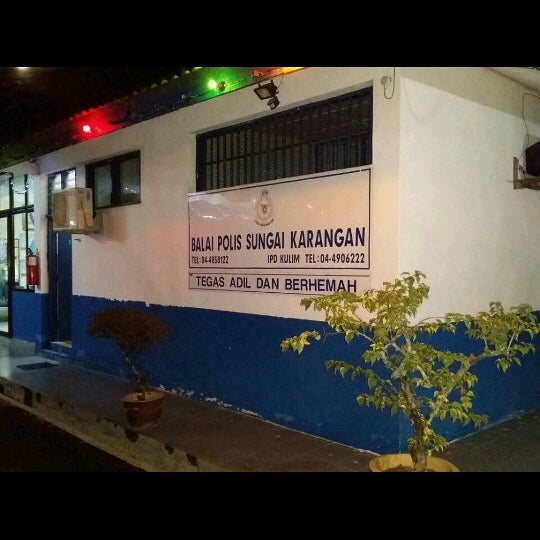 BALAI POLIS SUNGAI KARANGAN
TEL:04-4858122 IPD KULIM TEL:04-4906222
TEGAS ADIL DAN BERHEMAH